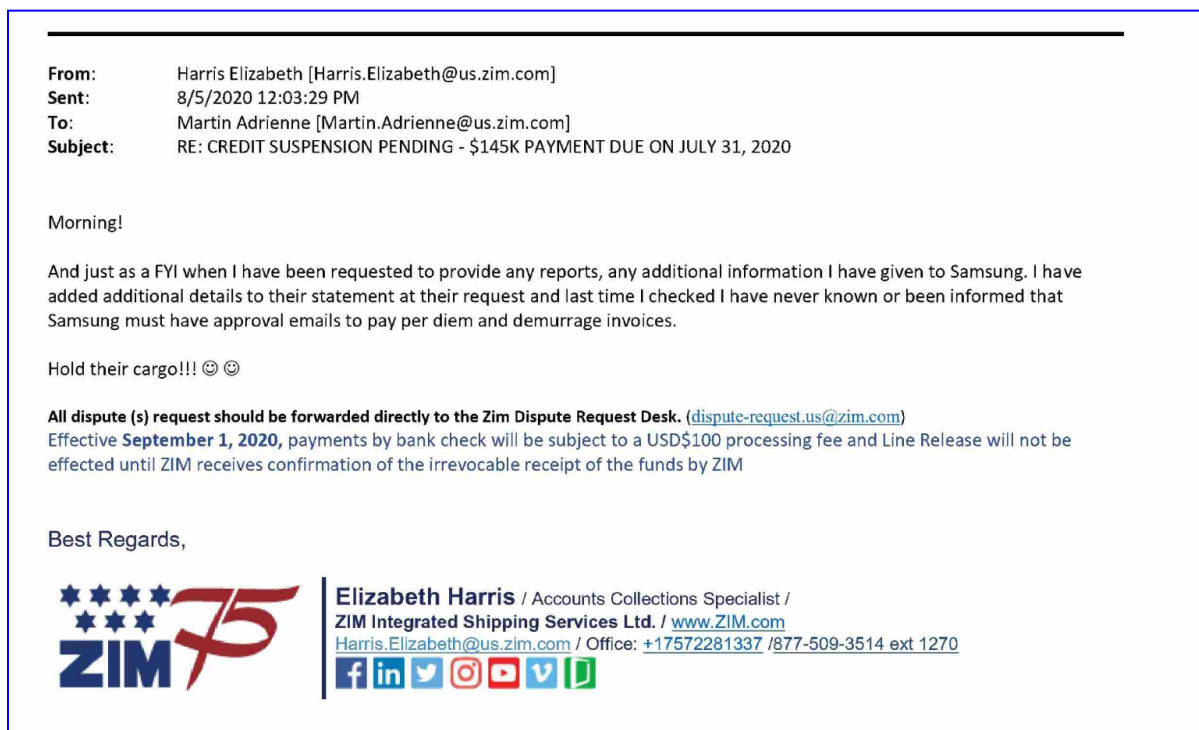 From: Harris Elizabeth [Harris.Elizabeth@us.zim.com]
Sent: 8/5/2020 12:03:29 PM
To: Martin Adrienne [Martin.Adrienne@us.zim.com]
Subject: RE: CREDIT SUSPENSION PENDING - $145K PAYMENT DUE ON JULY 31, 2020
Morning!
And just as a FYI when I have been requested to provide any reports, any additional information I have given to Samsung. I have
added additional details to their statement at their request and last time I checked I have never known or been informed that
Samsung must have approval emails to pay per diem and demurrage invoices.
Hold their cargo!!! ☺ ☺
All dispute (s) request should be forwarded directly to the Zim Dispute Request Desk. (dispute-request.us@zim.com)
Effective September 1, 2020, payments by bank check will be subject to a USD$100 processing fee and Line Release will not be
effected until ZIM receives confirmation of the irrevocable receipt of the funds by ZIM
Best Regards,
ZIM 75
Elizabeth Harris / Accounts Collections Specialist /
ZIM Integrated Shipping Services Ltd. / www.ZIM.com
Harris.Elizabeth@us.zim.com / Office: +17572281337 /877-509-3514 ext 1270